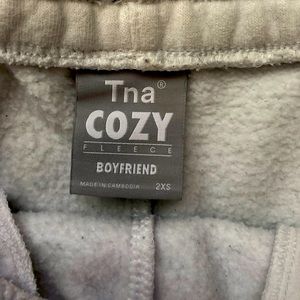 Tna®
COZY
FLEECE
BOYFRIEND
MADE IN CAMBODIA 2XS